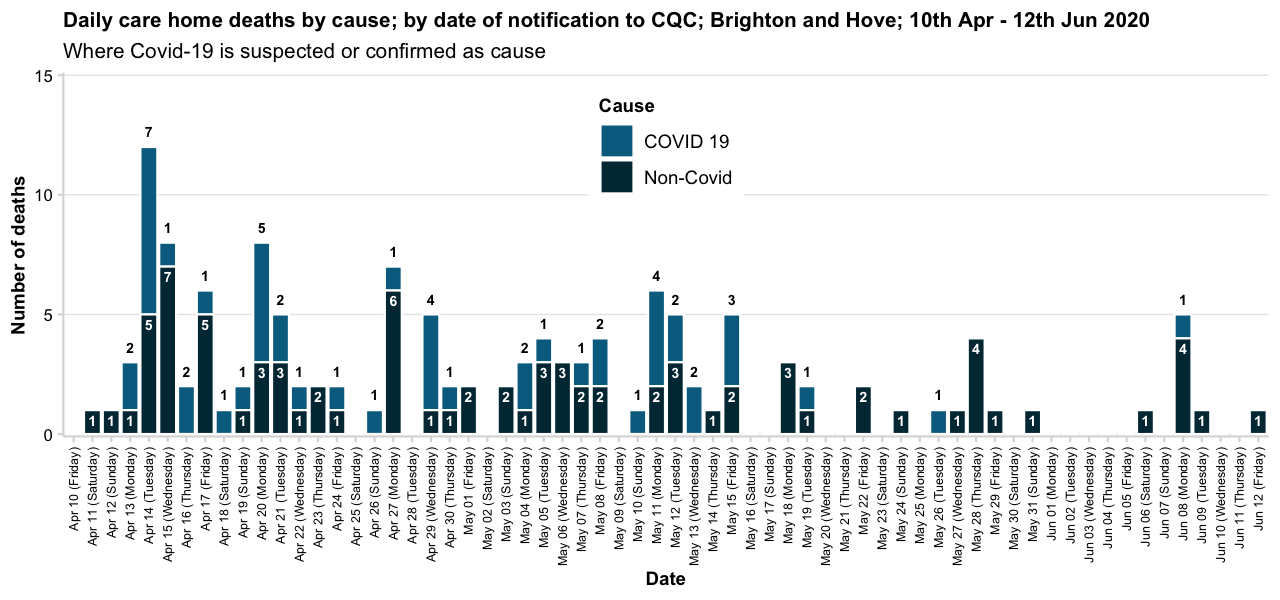 Daily care home deaths by cause; by date of notification to CQC; Brighton and Hove; 10th Apr - 12th Jun 2020
Where Covid-19 is suspected or confirmed as cause
Number of deaths
15
10
5
0
Cause
COVID 19
Non-Covid
7
1 1 5 1 4 1
2 2 1 1 5 2 1 2 1 1 1 4 1 2 1 1 2 1 4 2 2 3 1 1 1
1 1 1 5 7 5 1 3 3 1 2 1 6 1 1 2 2 1 3 3 2 2 2 3 1 2 3 1 2 1 1 4 1 1 1 4 1 1
Apr 10 (Friday)
Apr 11 (Saturday)
Apr 12 (Sunday)
Apr 13 (Monday)
Apr 14 (Tuesday)
Apr 15 (Wednesday)
Apr 16 (Thursday)
Apr 17 (Friday)
Apr 18 (Saturday)
Apr 19 (Sunday)
Apr 20 (Monday)
Apr 21 (Tuesday)
Apr 22 (Wednesday)
Apr 23 (Thursday)
Apr 24 (Friday)
Apr 25 (Saturday)
Apr 26 (Sunday)
Apr 27 (Monday)
Apr 28 (Tuesday)
Apr 29 (Wednesday)
Apr 30 (Thursday)
May 01 (Friday)
May 02 (Saturday)
May 03 (Sunday)
May 04 (Monday)
May 05 (Tuesday)
May 06 (Wednesday)
May 07 (Thursday)
May 08 (Friday)
May 09 (Saturday)
May 10 (Sunday)
May 11 (Monday)
May 12 (Tuesday)
May 13 (Wednesday)
May 14 (Thursday)
May 15 (Friday)
May 16 (Saturday)
May 17 (Sunday)
May 18 (Monday)
May 19 (Tuesday)
May 20 (Wednesday)
May 21 (Thursday)
May 22 (Friday)
May 23 (Saturday)
May 24 (Sunday)
May 25 (Monday)
May 26 (Tuesday)
May 27 (Wednesday)
May 28 (Thursday)
May 29 (Friday)
May 30 (Saturday)
May 31 (Sunday)
Jun 01 (Monday)
Jun 02 (Tuesday)
Jun 03 (Wednesday)
Jun 04 (Thursday)
Jun 05 (Friday)
Jun 06 (Saturday)
Jun 07 (Sunday)
Jun 08 (Monday)
Jun 09 (Tuesday)
Jun 10 (Wednesday)
Jun 11 (Thursday)
Jun 12 (Friday)
Date